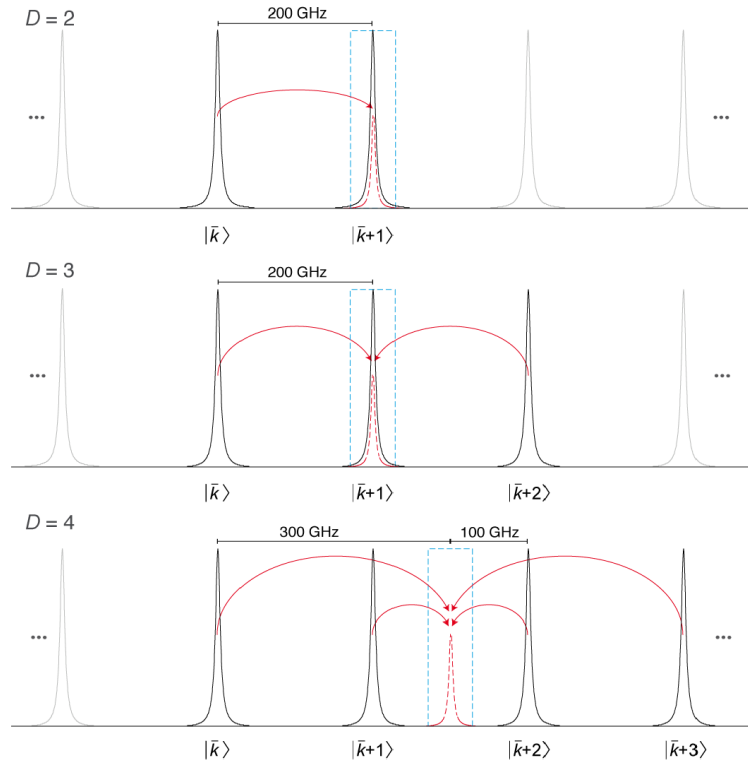 D = 2
200 GHz
... ...
|k̄⟩ |k̄+1⟩
D = 3
200 GHz
... ...
|k̄⟩ |k̄+1⟩ |k̄+2⟩
D = 4
300 GHz 100 GHz
... ...
|k̄⟩ |k̄+1⟩ |k̄+2⟩ |k̄+3⟩